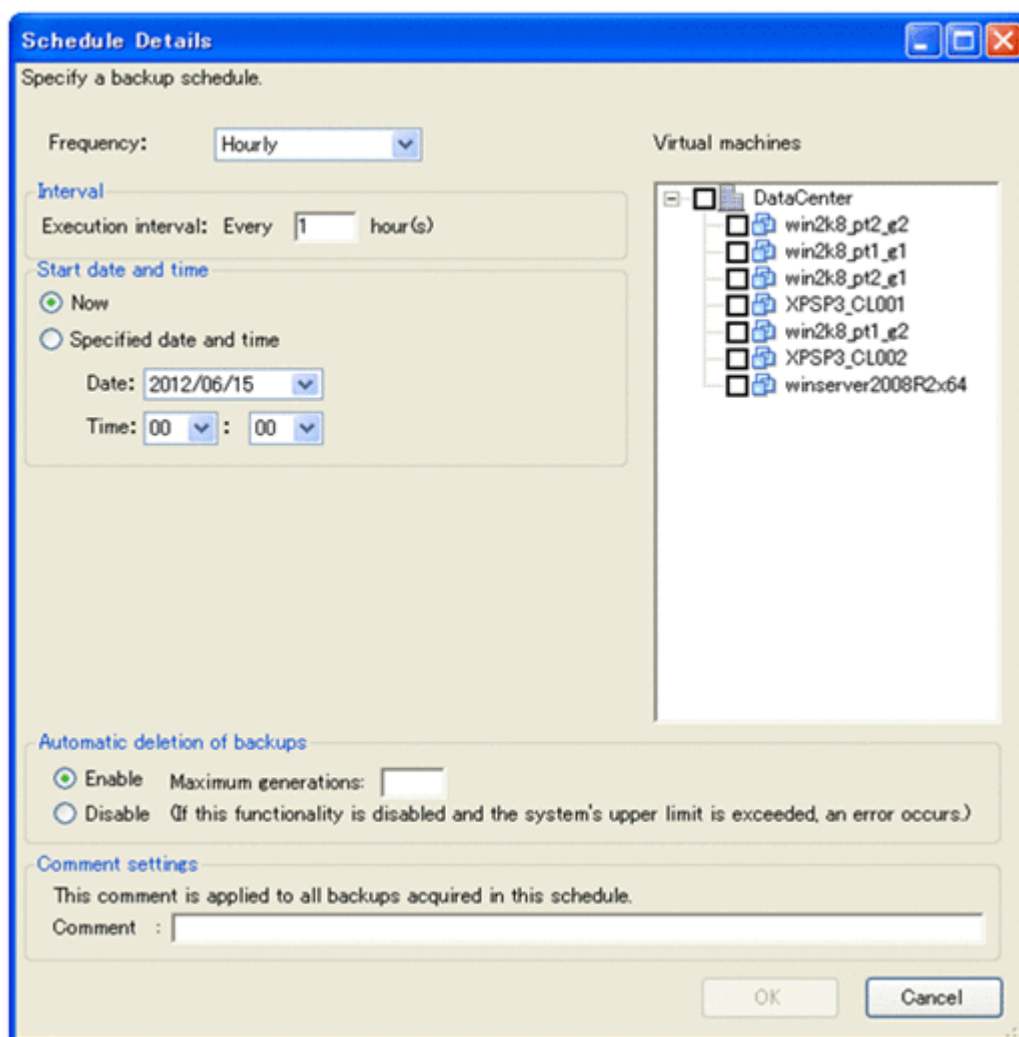 Schedule Details
Specify a backup schedule.
Frequency: Hourly
Interval
Execution interval: Every 1 hour(s)
Start date and time
Now
Specified date and time
Date: 2012/06/15
Time: 00 : 00
Virtual machines
DataCenter
win2k8_pt2_g2
win2k8_pt1_g1
win2k8_pt2_g1
XPSP3_CL001
win2k8_pt1_g2
XPSP3_CL002
winserver2008R2x64
Automatic deletion of backups
Enable Maximum generations:
Disable (If this functionality is disabled and the system's upper limit is exceeded, an error occurs.)
Comment settings
This comment is applied to all backups acquired in this schedule.
Comment :
OK Cancel